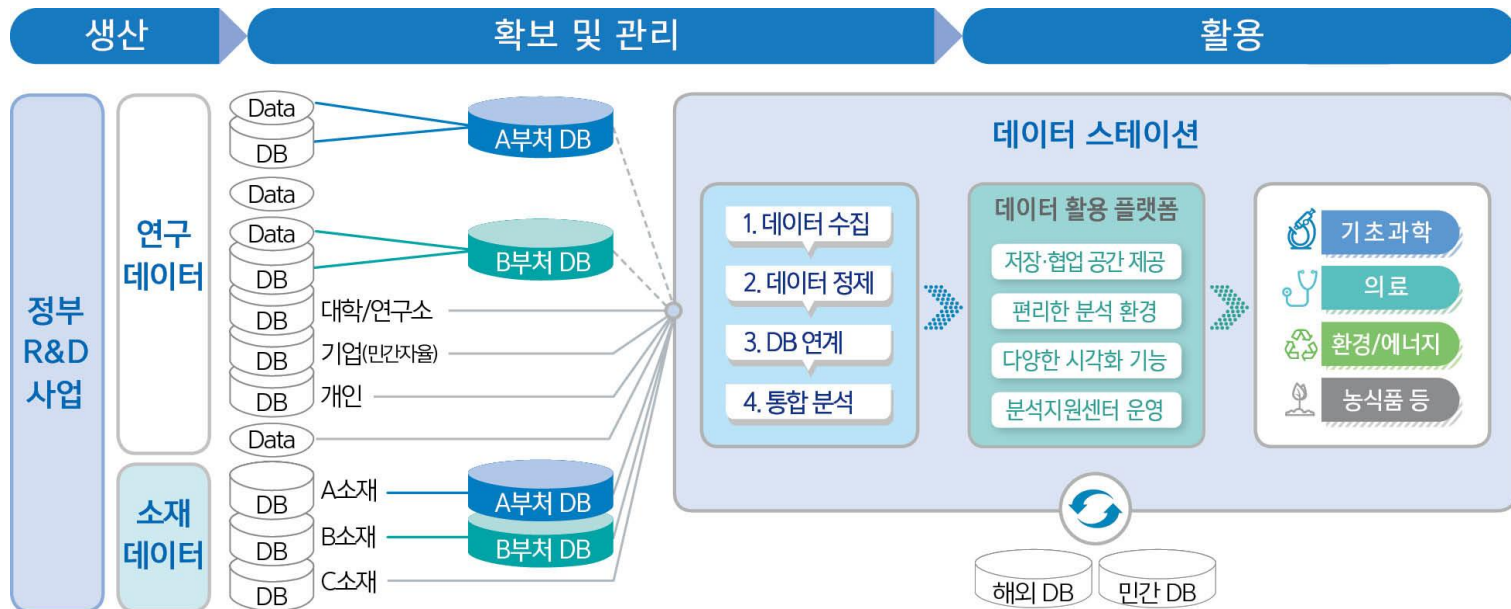 생산
확보 및 관리
활용
정부
R&D
사업
연구
데이터
소재
데이터
Data
DB
Data
Data
DB
DB
DB
DB
Data
DB
DB
DB
A부처 DB
B부처 DB
대학/연구소
기업(민간자율)
개인
A소재
B소재
C소재
A부처 DB
B부처 DB
데이터 스테이션
1. 데이터 수집
2. 데이터 정제
3. DB 연계
4. 통합 분석
데이터 활용 플랫폼
저장·협업 공간 제공
편리한 분석 환경
다양한 시각화 기능
분석지원센터 운영
기초과학
의료
환경/에너지
농식품 등
해외 DB
민간 DB